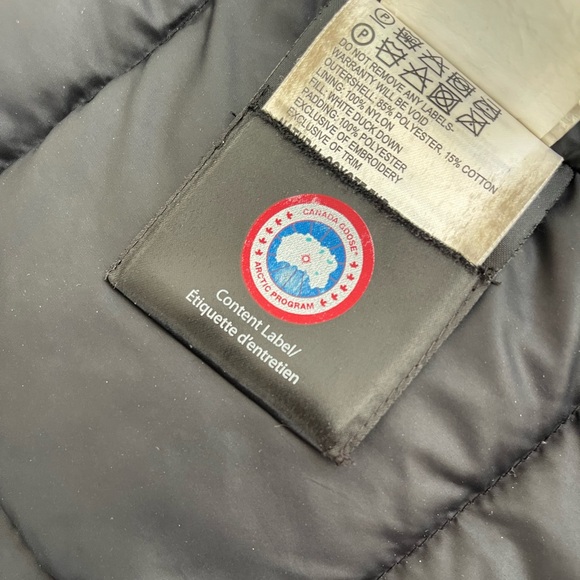 DO NOT REMOVE ANY LABELS-
WARRANTY WILL BE VOID
OUTERSHELL: 85% POLYESTER, 15% COTTON
LINING: 100% NYLON
FILL: WHITE DUCK DOWN
PADDING: 100% POLYESTER
EXCLUSIVE OF EMBROIDERY
EXCLUSIVE OF TRIM
CANADA GOOSE®
ARCTIC PROGRAM
Content Label/
Étiquette d'entretien